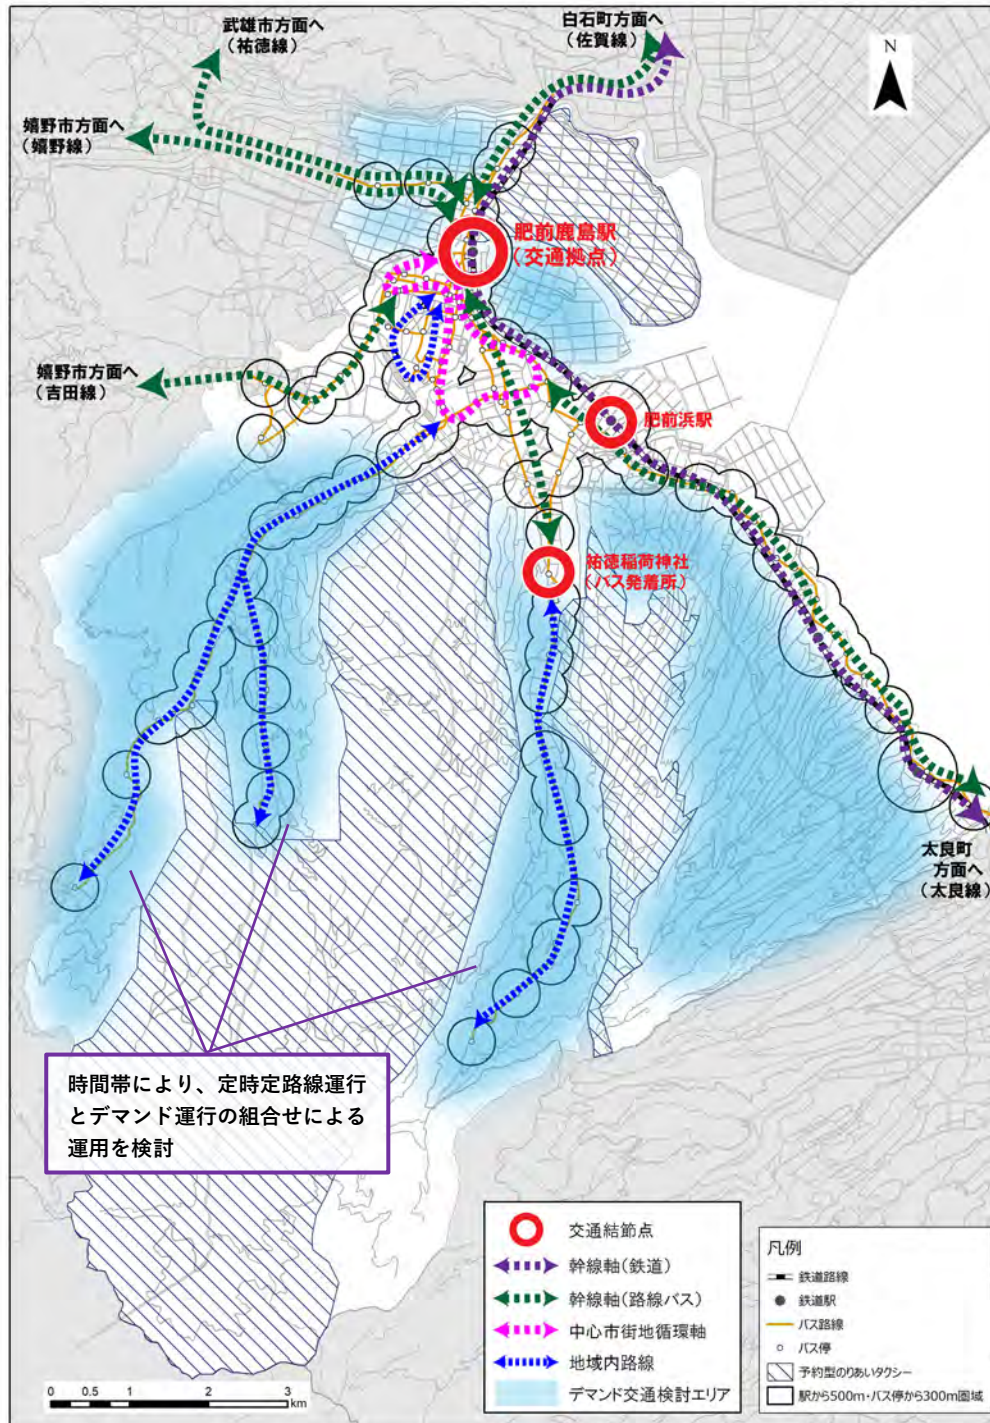 武雄市方面へ
(祐徳線)
白石町方面へ
(佐賀線)
N
嬉野市方面へ
(嬉野線)
肥前鹿島駅
(交通拠点)
嬉野市方面へ
(吉田線)
肥前浜駅
祐徳稲荷神社
(バス発着所)
太良町
方面へ
(太良線)
時間帯により、定時定路線運行
とデマンド運行の組合せによる
運用を検討
交通結節点
幹線軸(鉄道)
幹線軸(路線バス)
中心市街地循環軸
地域内路線
デマンド交通検討エリア
凡例
鉄道路線
鉄道駅
バス路線
バス停
予約型のりあいタクシー
駅から500m・バス停から300m圏域
0 0.5 1 2 3
km